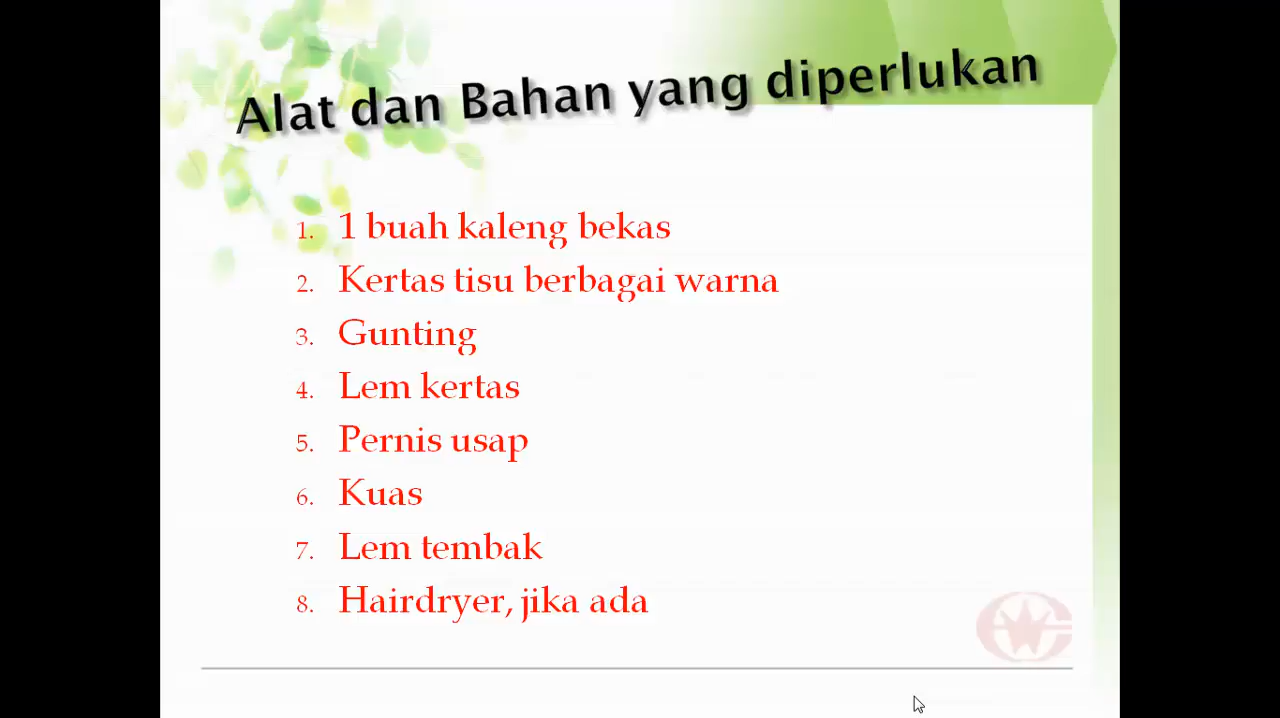 Alat dan Bahan yang diperlukan
1. 1 buah kaleng bekas
2. Kertas tisu berbagai warna
3. Gunting
4. Lem kertas
5. Pernis usap
6. Kuas
7. Lem tembak
8. Hairdryer, jika ada